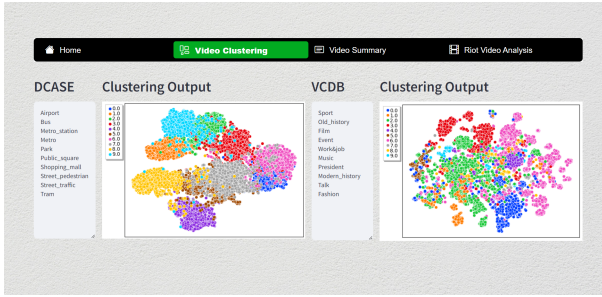 Home
Video Clustering
Video Summary
Riot Video Analysis
DCASE
Clustering Output
VCDB
Clustering Output
Airport
Bus
Metro_station
Metro
Park
Public_square
Shopping_mall
Street_pedestrian
Street_traffic
Tram
0.0
1.0
2.0
3.0
4.0
5.0
6.0
7.0
8.0
9.0
Sport
Old_history
Film
Event
Work&job
Music
President
Modern_history
Talk
Fashion
0.0
1.0
2.0
3.0
4.0
5.0
6.0
7.0
8.0
9.0